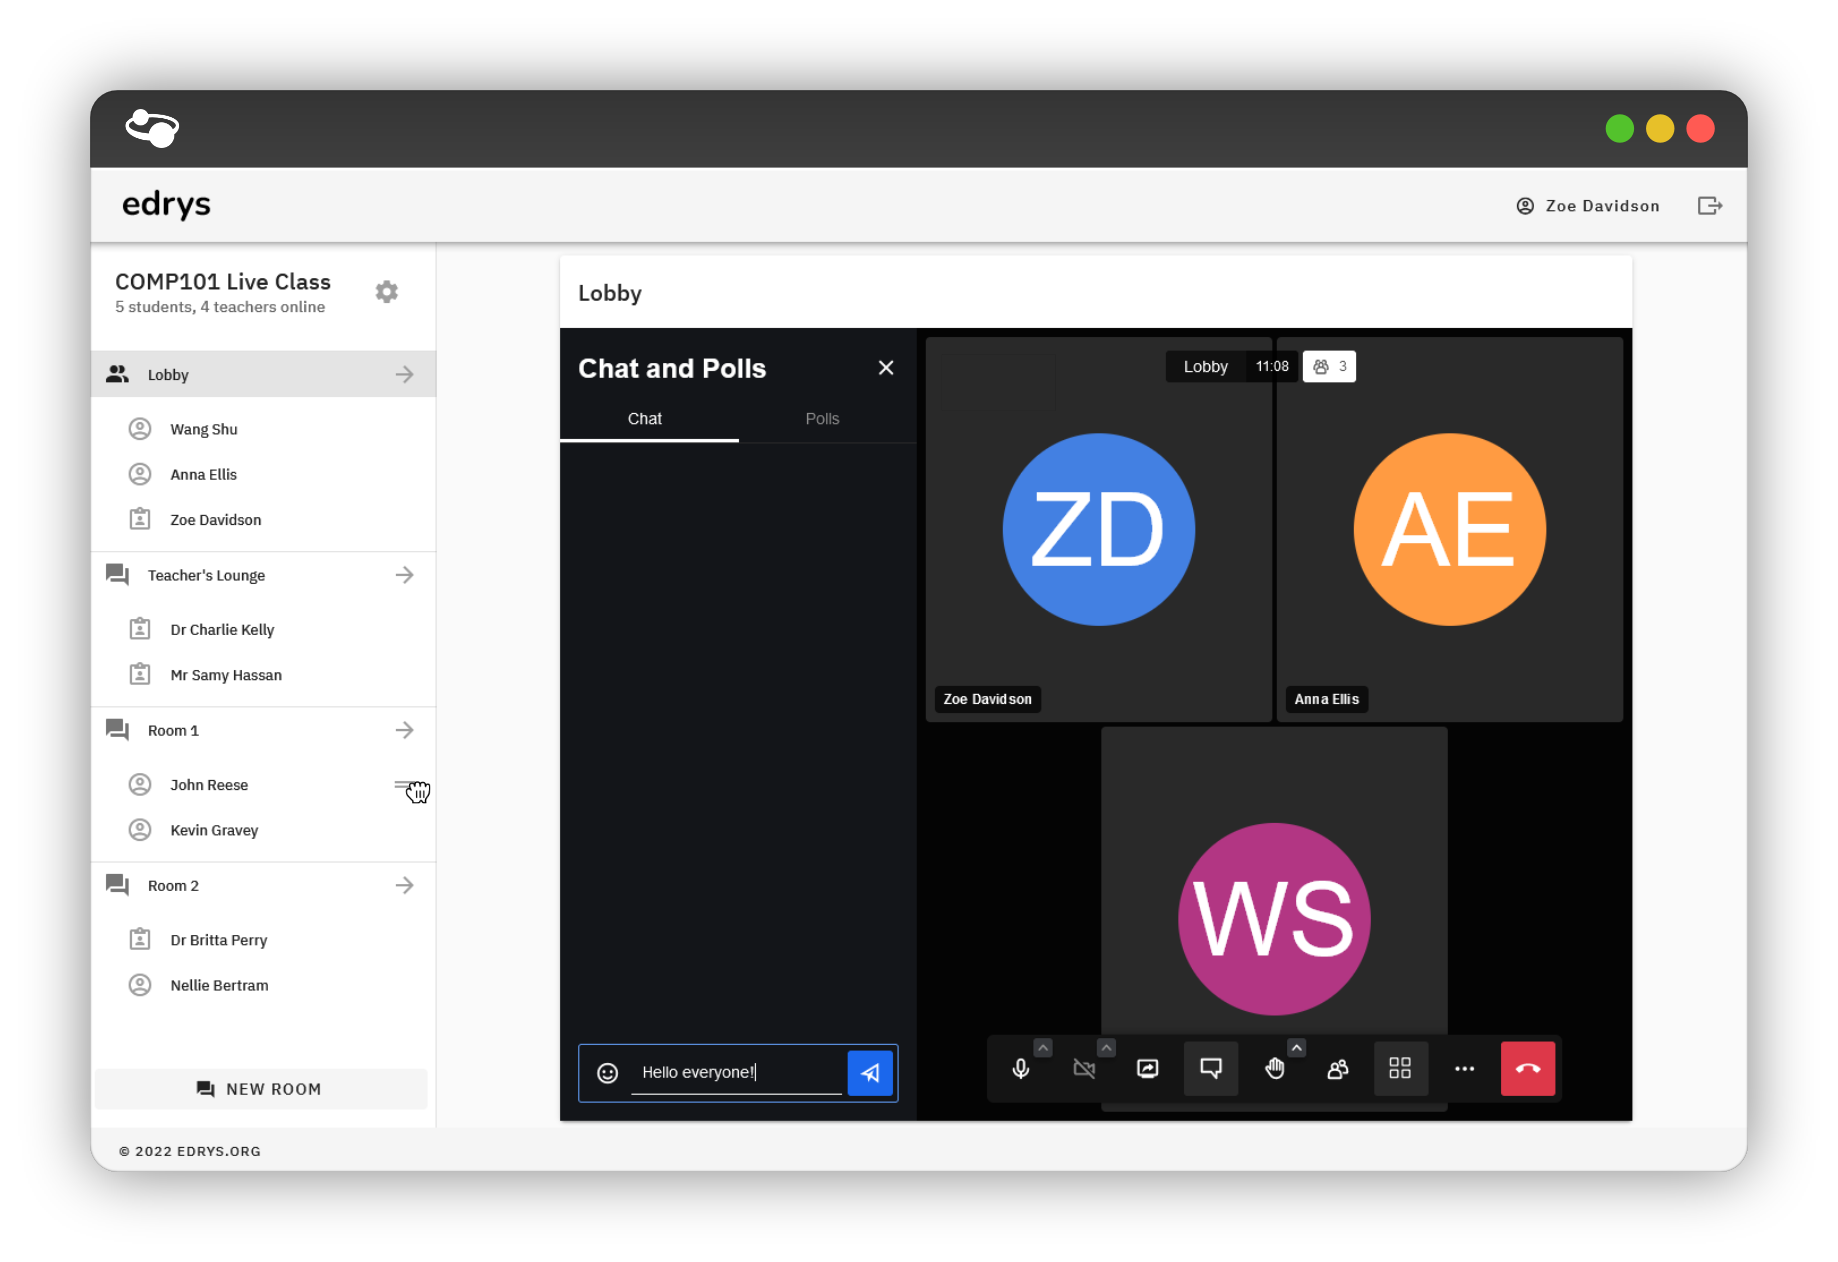 edrys
Zoe Davidson
COMP101 Live Class
5 students, 4 teachers online
Lobby
Wang Shu
Anna Ellis
Zoe Davidson
Teacher's Lounge
Dr Charlie Kelly
Mr Samy Hassan
Room 1
John Reese
Kevin Gravey
Room 2
Dr Britta Perry
Nellie Bertram
NEW ROOM
Lobby
Chat and Polls
Chat Polls
Hello everyone!
Lobby 11:08 3
ZD
Zoe Davidson
AE
Anna Ellis
WS
© 2022 EDRYS.ORG